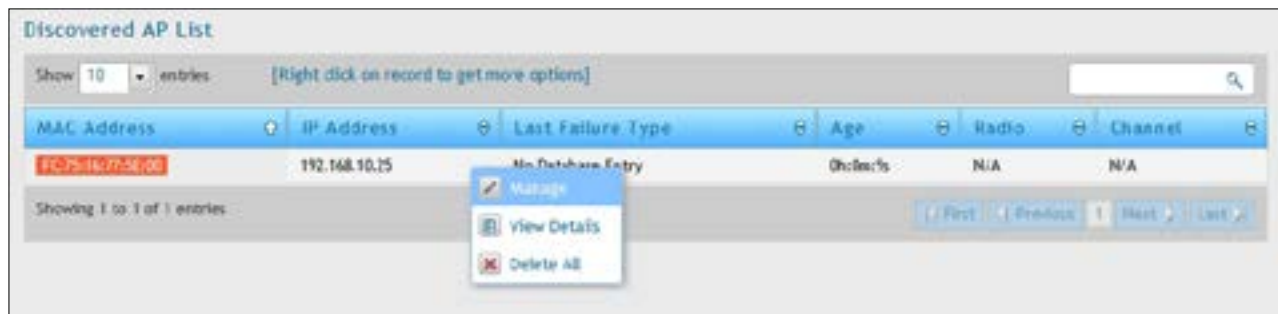 Discovered AP List
Show 10 entries [Right click on record to get more options]
MAC Address IP Address Last Failure Type Age Radio Channel
192.168.10.25 No Database Entry N/A N/A
Manage
Showing 1 to 1 of 1 entries First Previous 1 Next Last
View Details
Delete All